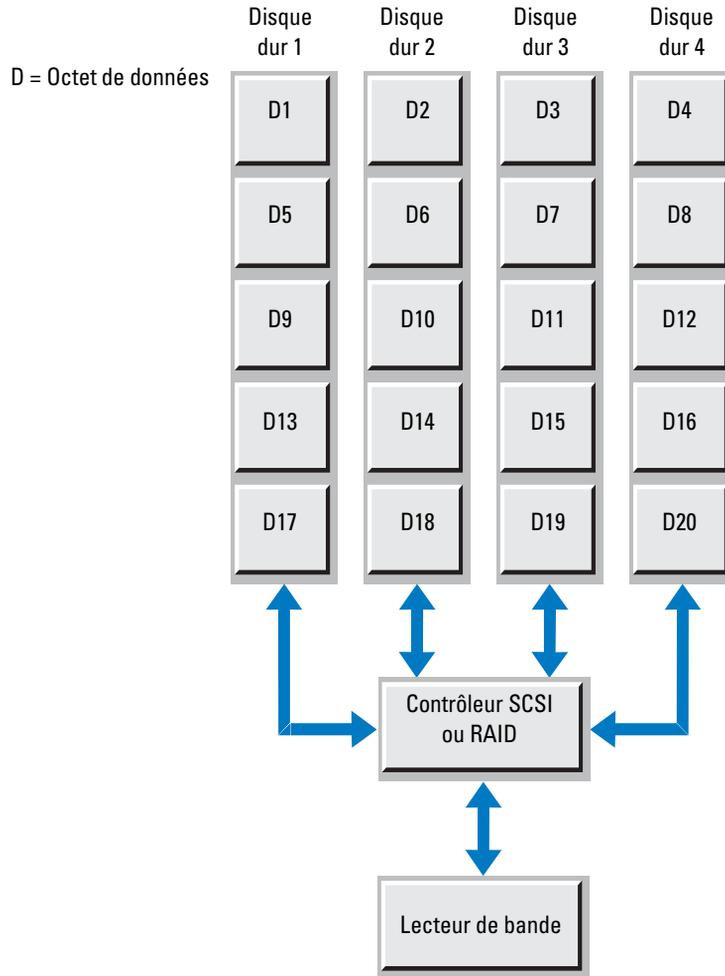 Disque dur 1
Disque dur 2
Disque dur 3
Disque dur 4
D = Octet de données
D1
D2
D3
D4
D5
D6
D7
D8
D9
D10
D11
D12
D13
D14
D15
D16
D17
D18
D19
D20
Contrôleur SCSI
ou RAID
Lecteur de bande